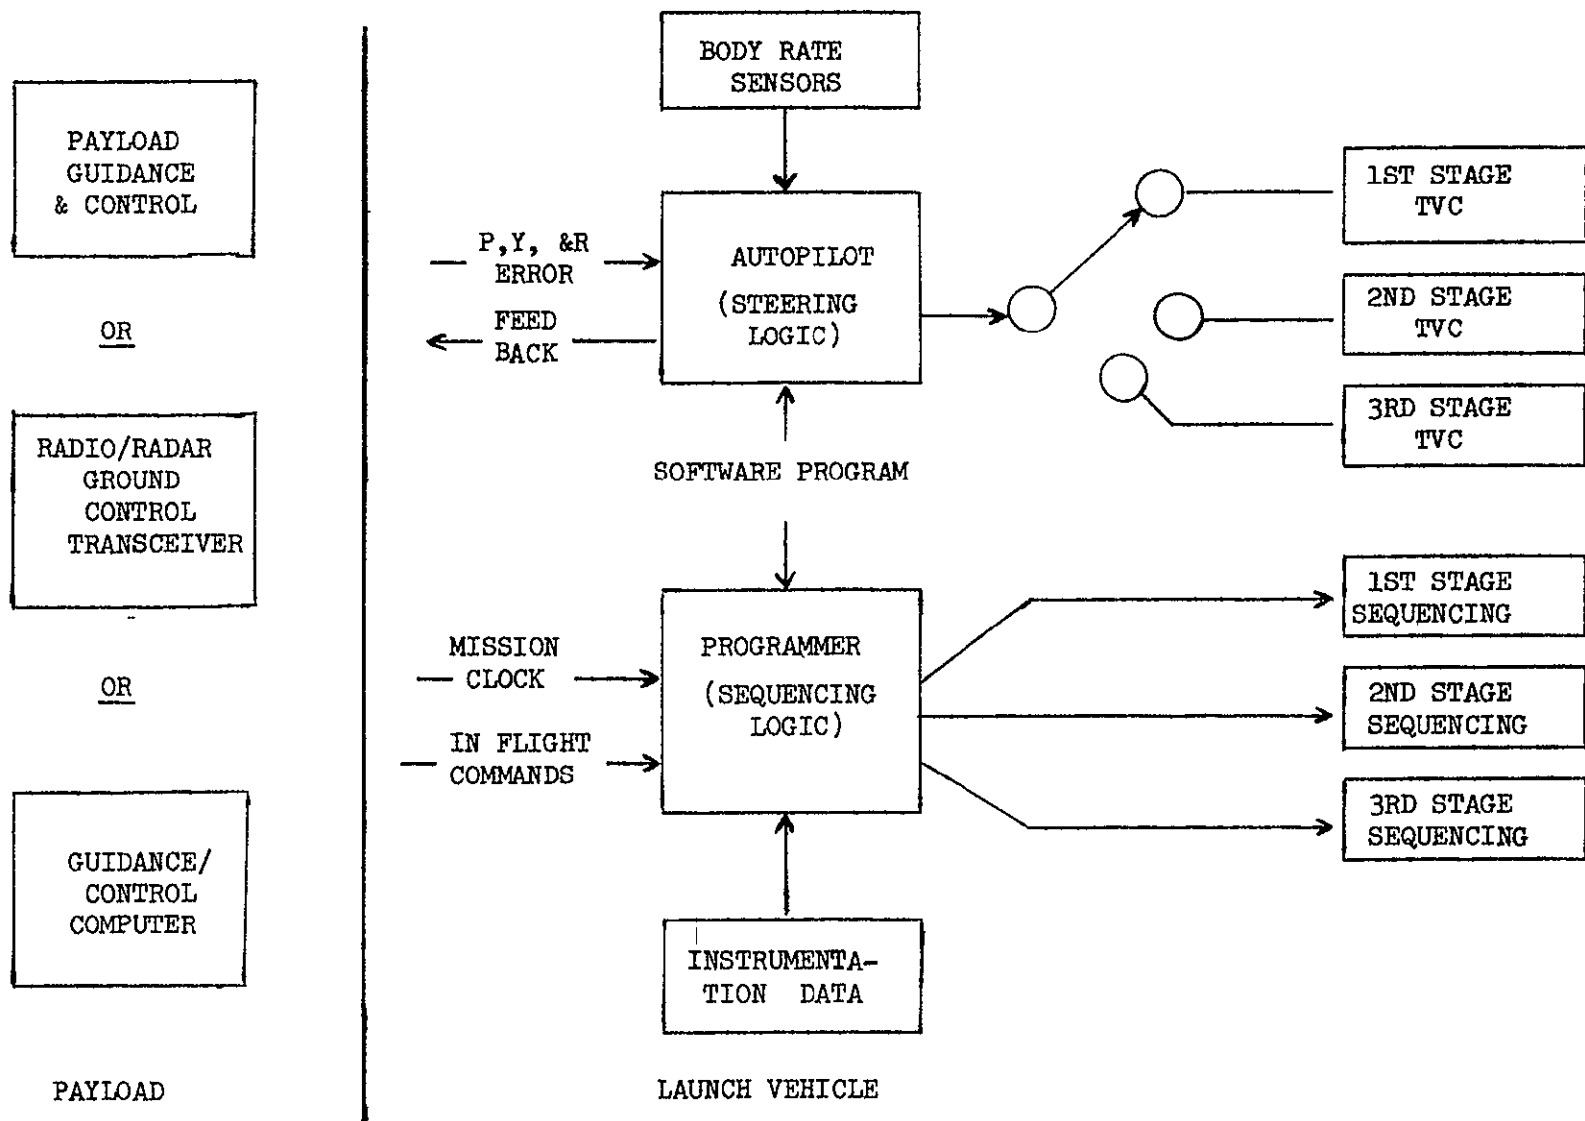 PAYLOAD
GUIDANCE
& CONTROL
OR
RADIO/RADAR
GROUND
CONTROL
TRANSCEIVER
OR
GUIDANCE/
CONTROL
COMPUTER
PAYLOAD
BODY RATE
SENSORS
P,Y, &R
ERROR
FEED
BACK
AUTOPILOT
(STEERING
LOGIC)
1ST STAGE
TVC
2ND STAGE
TVC
3RD STAGE
TVC
SOFTWARE PROGRAM
MISSION
CLOCK
IN FLIGHT
COMMANDS
PROGRAMMER
(SEQUENCING
LOGIC)
1ST STAGE
SEQUENCING
2ND STAGE
SEQUENCING
3RD STAGE
SEQUENCING
INSTRUMENTA-
TION DATA
LAUNCH VEHICLE